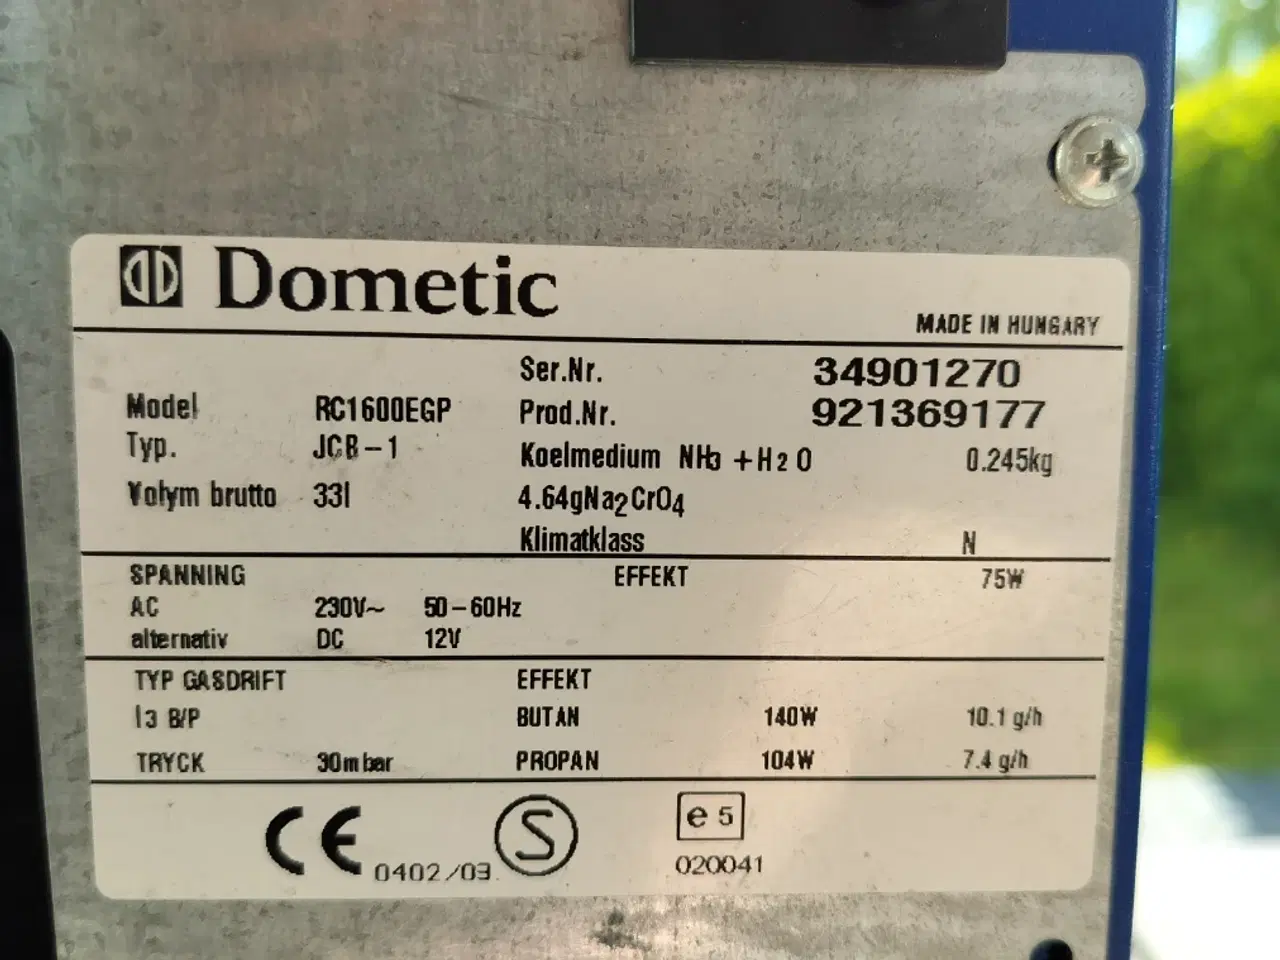 Dometic
MADE IN HUNGARY
Ser.Nr. 34901270
Model RC1600EGP Prod.Nr. 921369177
Typ. JCB-1 Koelmedium NH3 +H2O 0.245kg
Volym brutto 33l 4.64gNa2CrO4
Klimatklass N
SPANNING EFFEKT 75W
AC 230V~ 50-60Hz
alternativ DC 12V
TYP GASDRIFT EFFEKT
I3 B/P BUTAN 140W 10.1 g/h
TRYCK 30mbar PROPAN 104W 7.4 g/h
CE 0402/03 S e5
020041